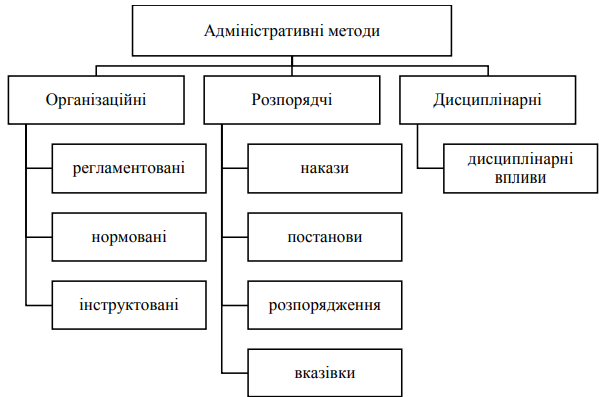 Адміністративні методи
Організаційні
Розпорядчі
Дисциплінарні
регламентовані
накази
дисциплінарні
впливи
нормовані
постанови
інструктовані
розпорядження
вказівки